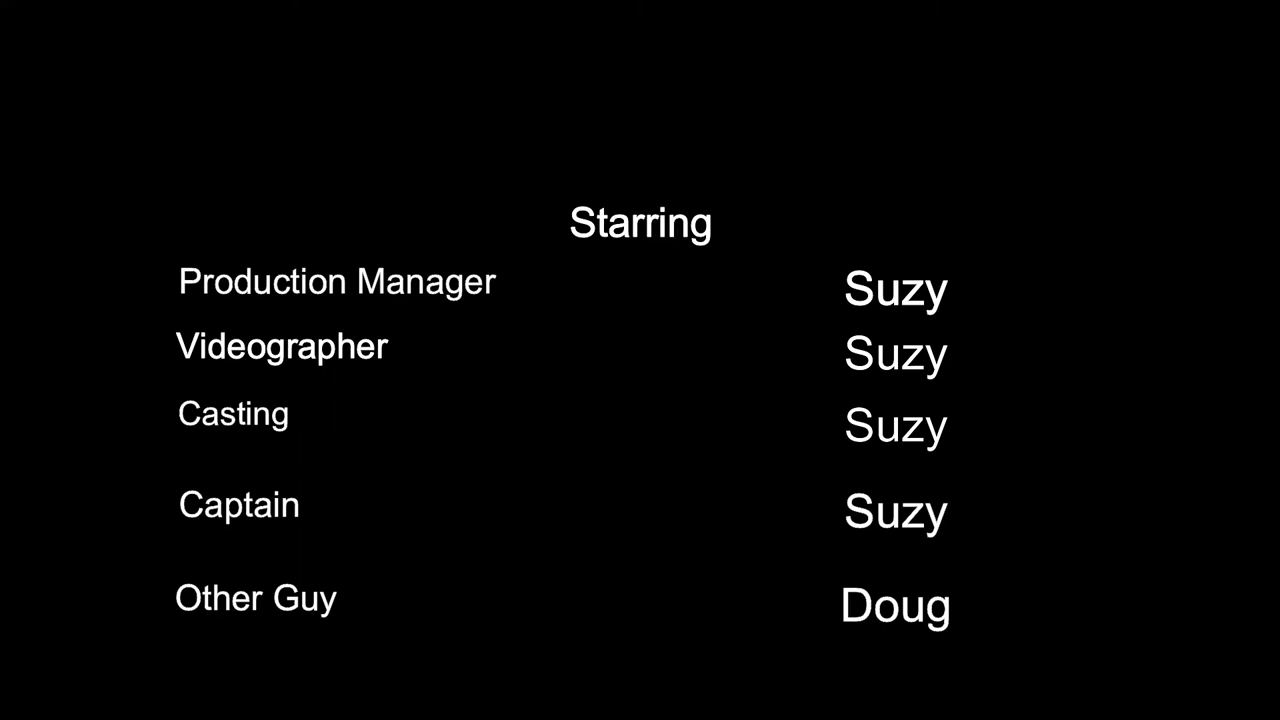 Starring
Production Manager Suzy
Videographer Suzy
Casting Suzy
Captain Suzy
Other Guy Doug